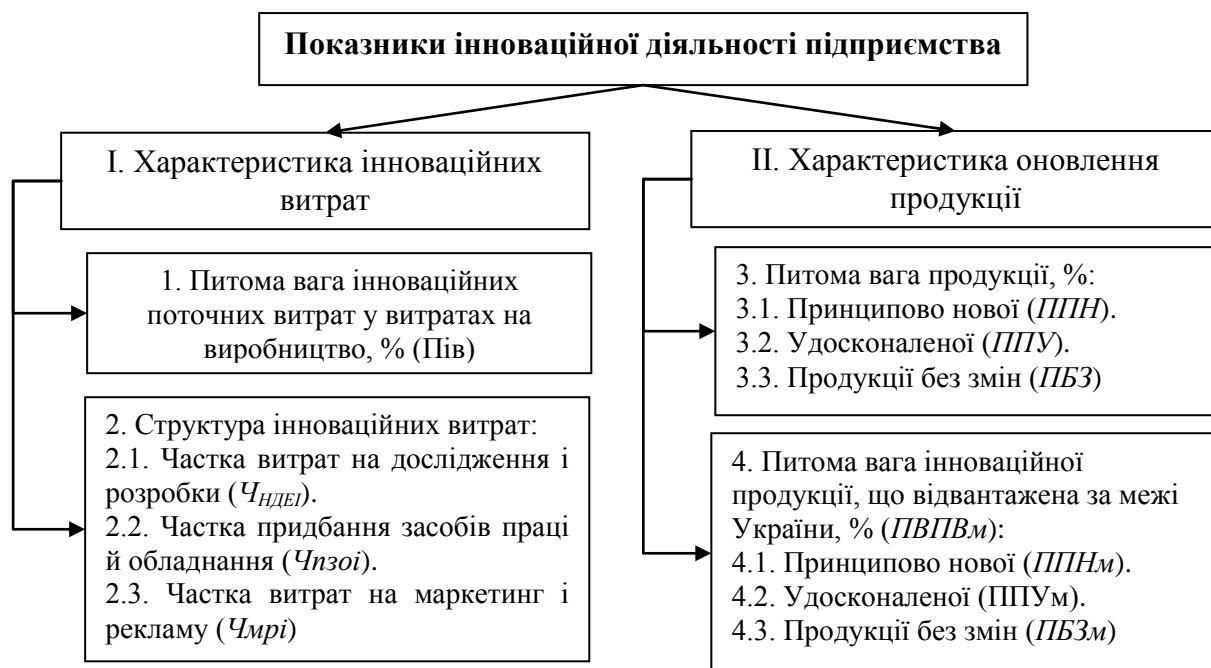 Показники інноваційної діяльності підприємства
І. Характеристика інноваційних
витрат
1. Питома вага інноваційних
поточних витрат у витратах на
виробництво, % (Пів)
2. Структура інноваційних витрат:
2.1. Частка витрат на дослідження і
розробки (Ч_НДЕІ).
2.2. Частка придбання засобів праці
й обладнання (Чпзоі).
2.3. Частка витрат на маркетинг і
рекламу (Чмрі)
ІІ. Характеристика оновлення
продукції
3. Питома вага продукції, %:
3.1. Принципово нової (ППН).
3.2. Удосконаленої (ППУ).
3.3. Продукції без змін (ПБЗ)
4. Питома вага інноваційної
продукції, що відвантажена за межі
України, % (ПВПВм):
4.1. Принципово нової (ППНм).
4.2. Удосконаленої (ППУм).
4.3. Продукції без змін (ПБЗм)